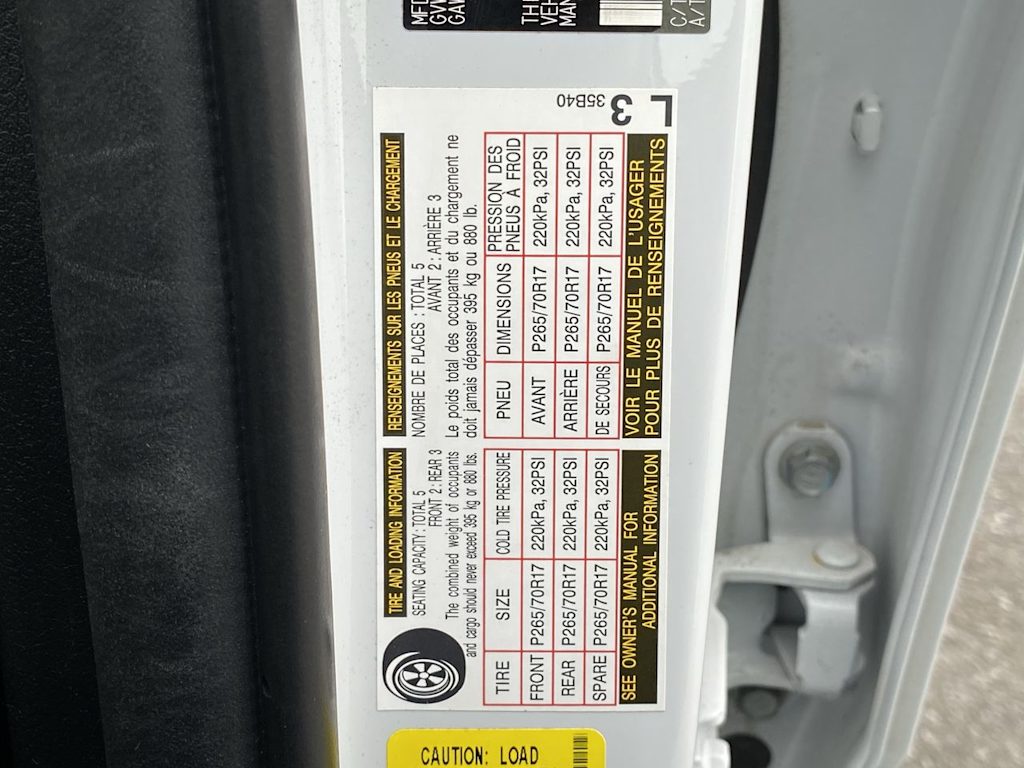 TIRE AND LOADING INFORMATION
SEATING CAPACITY : TOTAL 5
FRONT 2 : REAR 3
The combined weight of occupants
and cargo should never exceed 395 kg or 880 lbs.
TIRE SIZE COLD TIRE PRESSURE
FRONT P265/70R17 220kPa, 32PSI
REAR P265/70R17 220kPa, 32PSI
SPARE P265/70R17 220kPa, 32PSI
SEE OWNER'S MANUAL FOR
ADDITIONAL INFORMATION
RENSEIGNEMENTS SUR LES PNEUS ET LE CHARGEMENT
NOMBRE DE PLACES : TOTAL 5
AVANT 2 : ARRIÈRE 3
Le poids total des occupants et du chargement ne
doit jamais dépasser 395 kg ou 880 lb.
PNEU DIMENSIONS PRESSION DES
PNEUS À FROID
AVANT P265/70R17 220kPa, 32PSI
ARRIÈRE P265/70R17 220kPa, 32PSI
DE SECOURS P265/70R17 220kPa, 32PSI
VOIR LE MANUEL DE L'USAGER
POUR PLUS DE RENSEIGNEMENTS
35B40
L3
MFD
GAW
VEH
MAN
C/T
A/T
CAUTION: LOAD